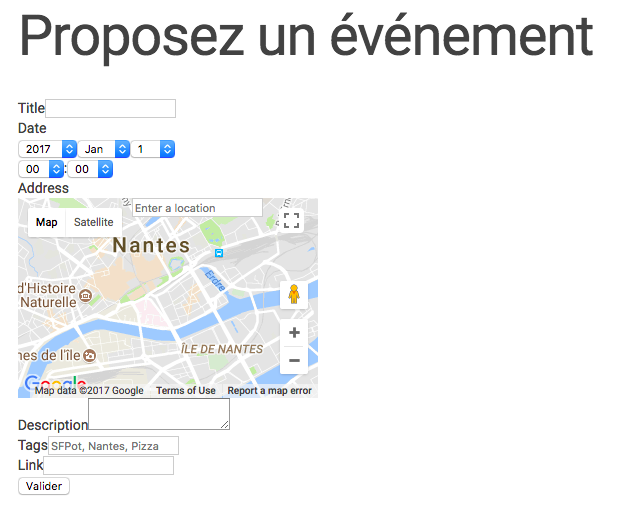 Proposez un événement
Title
Date
2017 Jan 1
00 : 00
Address
Enter a location
Map Satellite
Nantes
Erdre
d'Histoire
Naturelle
ÎLE DE NANTES
nes de l'île
Google
Map data ©2017 Google Terms of Use Report a map error
Description
Tags SFPot, Nantes, Pizza
Link
Valider